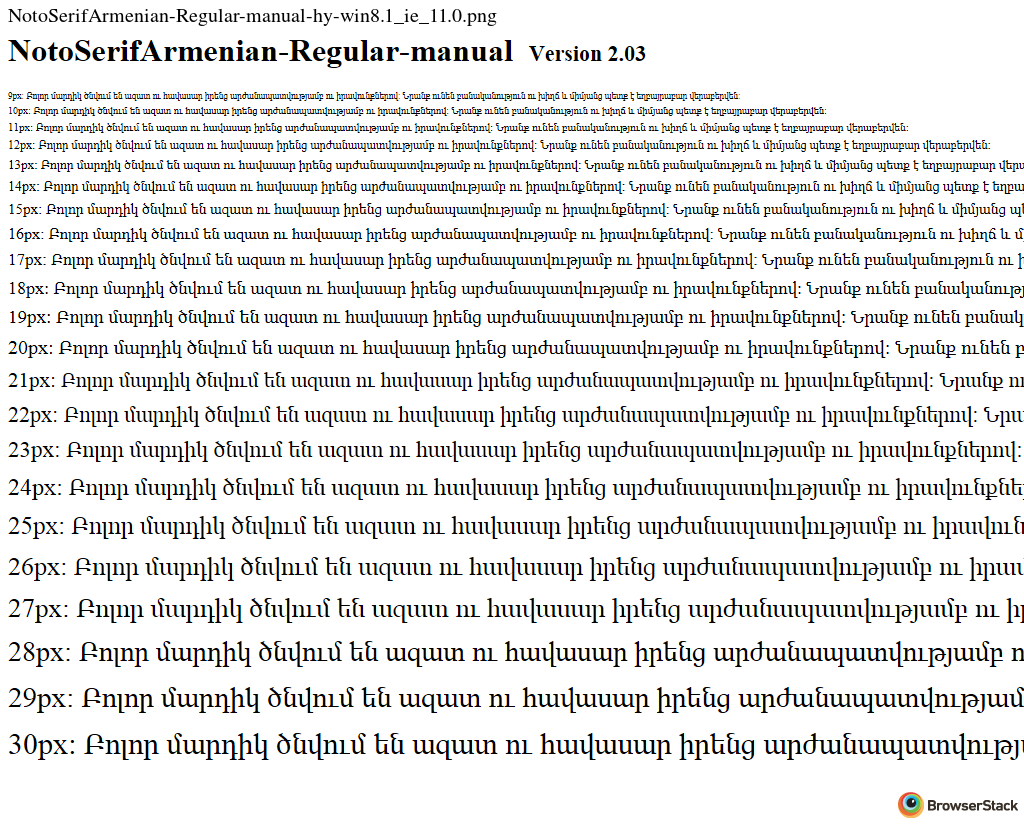 NotoSerifArmenian-Regular-manual-hy-win8.1_ie_11.0.png
NotoSerifArmenian-Regular-manual Version 2.03
9px: Բոլոր մարդիկ ծնվում են ազատ ու հավասար իրենց արժանապատվությամբ ու իրավունքներով: Նրանք ունեն բանականություն ու խիղճ և միմյանց պետք է եղբայրաբար վերաբերվեն:
10px: Բոլոր մարդիկ ծնվում են ազատ ու հավասար իրենց արժանապատվությամբ ու իրավունքներով: Նրանք ունեն բանականություն ու խիղճ և միմյանց պետք է եղբայրաբար վերաբերվեն:
11px: Բոլոր մարդիկ ծնվում են ազատ ու հավասար իրենց արժանապատվությամբ ու իրավունքներով: Նրանք ունեն բանականություն ու խիղճ և միմյանց պետք է եղբայրաբար վերաբերվեն:
12px: Բոլոր մարդիկ ծնվում են ազատ ու հավասար իրենց արժանապատվությամբ ու իրավունքներով: Նրանք ունեն բանականություն ու խիղճ և միմյանց պետք է եղբայրաբար վերաբերվեն:
13px: Բոլոր մարդիկ ծնվում են ազատ ու հավասար իրենց արժանապատվությամբ ու իրավունքներով: Նրանք ունեն բանականություն ու խիղճ և միմյանց պետք է եղբայրաբար վերա
14px: Բոլոր մարդիկ ծնվում են ազատ ու հավասար իրենց արժանապատվությամբ ու իրավունքներով: Նրանք ունեն բանականություն ու խիղճ և միմյանց պետք է եղբա
15px: Բոլոր մարդիկ ծնվում են ազատ ու հավասար իրենց արժանապատվությամբ ու իրավունքներով: Նրանք ունեն բանականություն ու խիղճ և միմյանց պե
16px: Բոլոր մարդիկ ծնվում են ազատ ու հավասար իրենց արժանապատվությամբ ու իրավունքներով: Նրանք ունեն բանականություն ու խիղճ և մ
17px: Բոլոր մարդիկ ծնվում են ազատ ու հավասար իրենց արժանապատվությամբ ու իրավունքներով: Նրանք ունեն բանականություն ու խ
18px: Բոլոր մարդիկ ծնվում են ազատ ու հավասար իրենց արժանապատվությամբ ու իրավունքներով: Նրանք ունեն բանականությ
19px: Բոլոր մարդիկ ծնվում են ազատ ու հավասար իրենց արժանապատվությամբ ու իրավունքներով: Նրանք ունեն բանակ
20px: Բոլոր մարդիկ ծնվում են ազատ ու հավասար իրենց արժանապատվությամբ ու իրավունքներով: Նրանք ունեն բ
21px: Բոլոր մարդիկ ծնվում են ազատ ու հավասար իրենց արժանապատվությամբ ու իրավունքներով: Նրանք ու
22px: Բոլոր մարդիկ ծնվում են ազատ ու հավասար իրենց արժանապատվությամբ ու իրավունքներով: Նրա
23px: Բոլոր մարդիկ ծնվում են ազատ ու հավասար իրենց արժանապատվությամբ ու իրավունքներով:
24px: Բոլոր մարդիկ ծնվում են ազատ ու հավասար իրենց արժանապատվությամբ ու իրավունքնե
25px: Բոլոր մարդիկ ծնվում են ազատ ու հավասար իրենց արժանապատվությամբ ու իրավուն
26px: Բոլոր մարդիկ ծնվում են ազատ ու հավասար իրենց արժանապատվությամբ ու իրավ
27px: Բոլոր մարդիկ ծնվում են ազատ ու հավասար իրենց արժանապատվությամբ ու իր
28px: Բոլոր մարդիկ ծնվում են ազատ ու հավասար իրենց արժանապատվությամբ ո
29px: Բոլոր մարդիկ ծնվում են ազատ ու հավասար իրենց արժանապատվությամ
30px: Բոլոր մարդիկ ծնվում են ազատ ու հավասար իրենց արժանապատվությ
BrowserStack